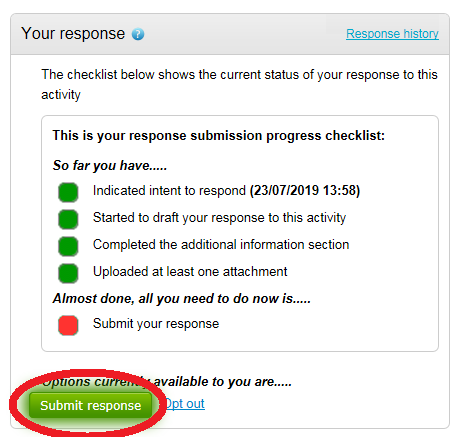 Your response ?
Response history
The checklist below shows the current status of your response to this
activity
This is your response submission progress checklist:
So far you have.....
Indicated intent to respond (23/07/2019 13:58)
Started to draft your response to this activity
Completed the additional information section
Uploaded at least one attachment
Almost done, all you need to do now is.....
Submit your response
Options currently available to you are.....
Submit response Opt out